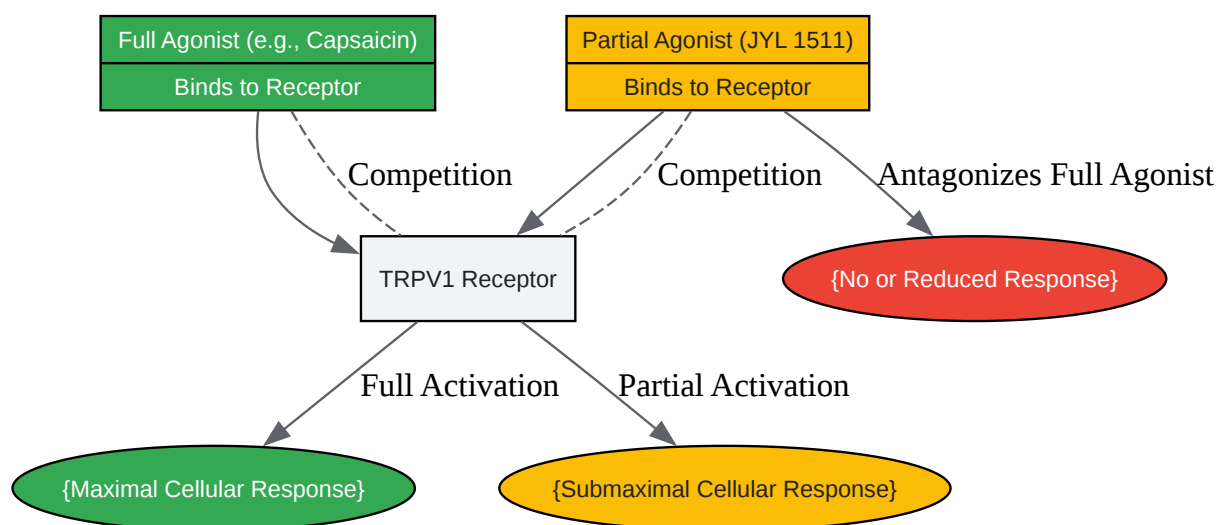 Full Agonist (e.g., Capsaicin)
Binds to Receptor
Partial Agonist (JYL 1511)
Binds to Receptor
Competition
Competition
Antagonizes Full Agonist
TRPV1 Receptor
{No or Reduced Response}
Full Activation
Partial Activation
{Maximal Cellular Response}
{Submaximal Cellular Response}